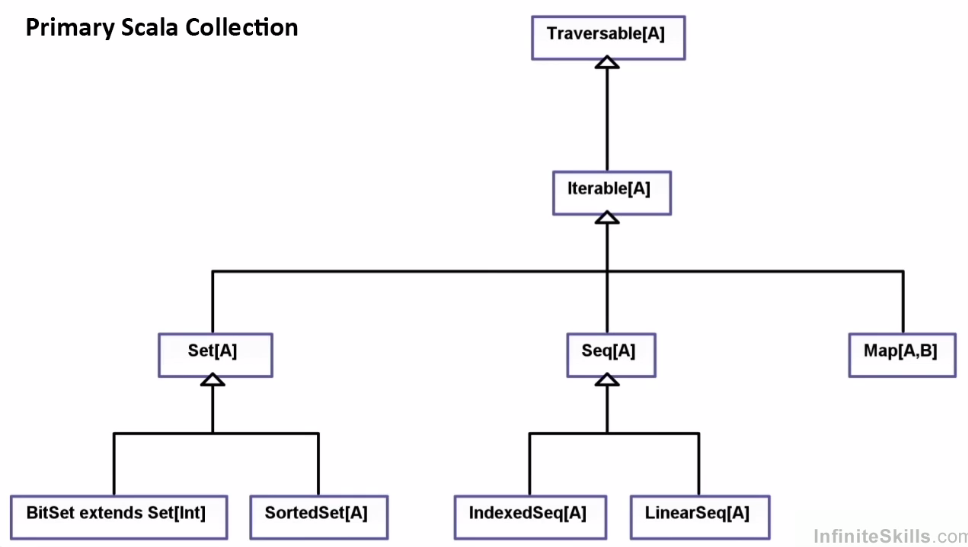 Primary Scala Collection
Traversable[A]
Iterable[A]
Set[A]
Seq[A]
Map[A,B]
BitSet extends Set[Int]
SortedSet[A]
IndexedSeq[A]
LinearSeq[A]
InfiniteSkills.com